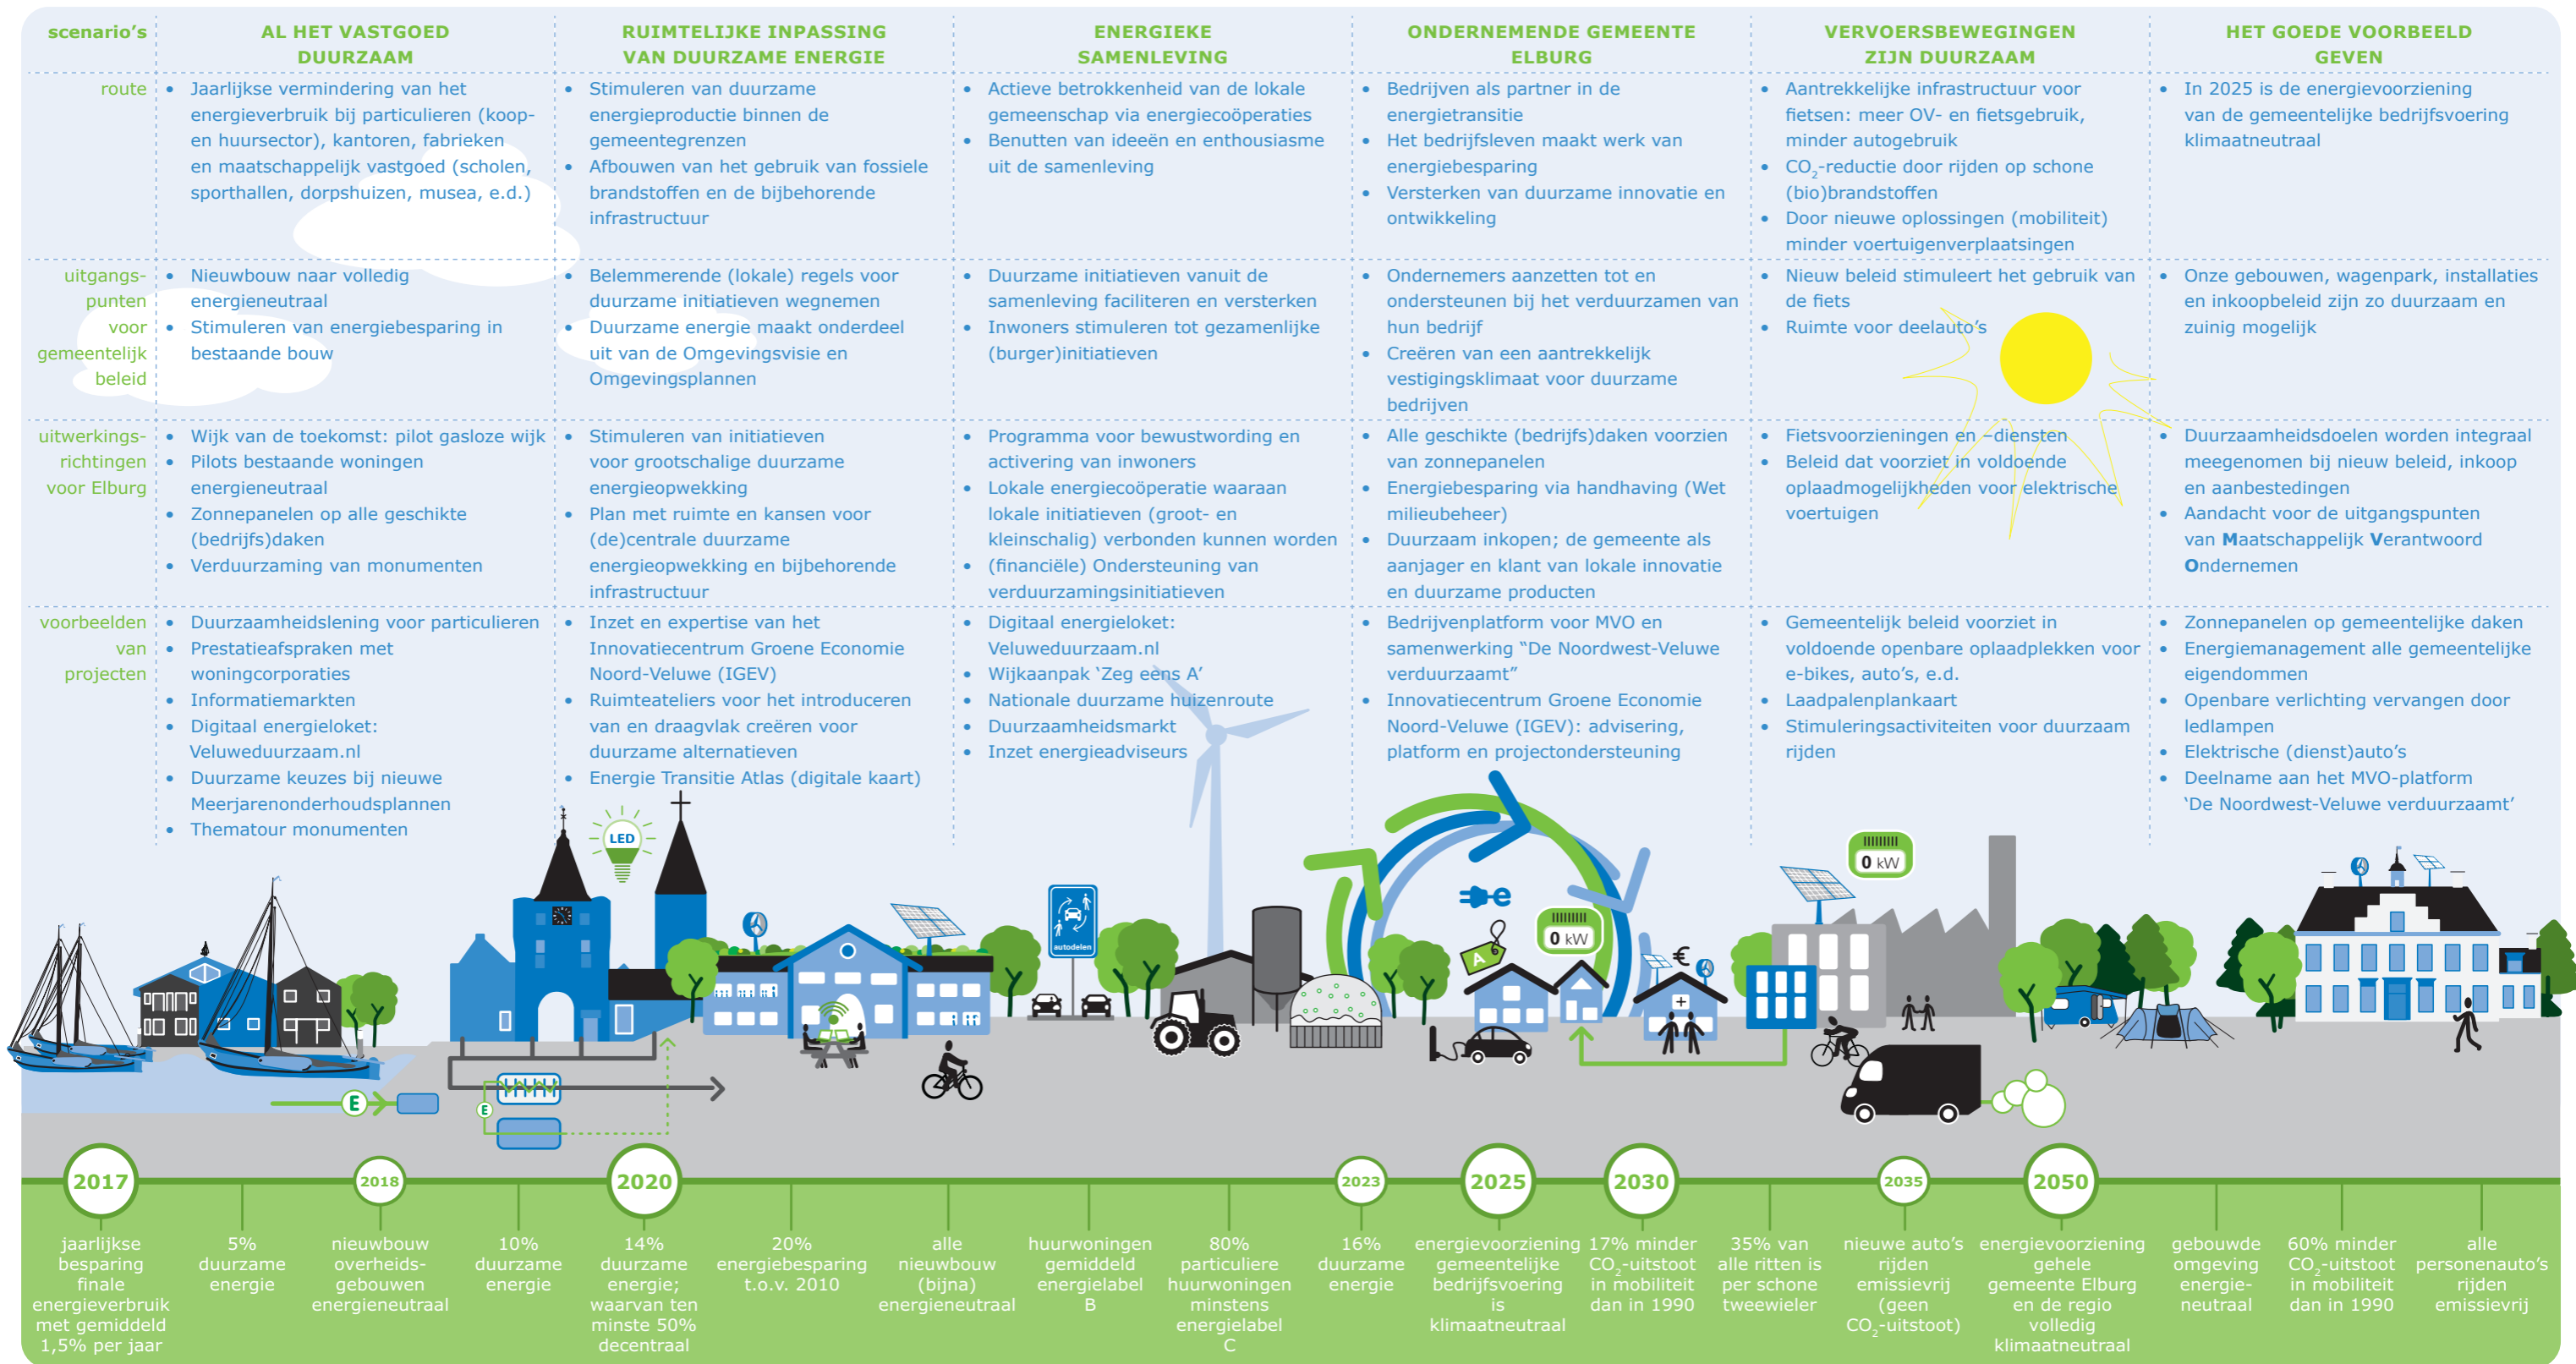 scenario's
AL HET VASTGOED
DUURZAAM
RUIMTELIJKE INPASSING
VAN DUURZAME ENERGIE
ENERGIEKE
SAMENLEVING
ONDERNEMENDE GEMEENTE
ELBURG
VERVOERSBEWEGINGEN
ZIJN DUURZAAM
HET GOEDE VOORBEELD
GEVEN
route
• Jaarlijkse vermindering van het
energieverbruik bij particulieren (koop-
en huursector), kantoren, fabrieken
en maatschappelijk vastgoed (scholen,
sporthallen, dorpshuizen, musea, e.d.)
• Stimuleren van duurzame
energieproductie binnen de
gemeentegrenzen
• Afbouwen van het gebruik van fossiele
brandstoffen en de bijbehorende
infrastructuur
• Actieve betrokkenheid van de lokale
gemeenschap via energiecoöperaties
• Benutten van ideeën en enthousiasme
uit de samenleving
• Bedrijven als partner in de
energietransitie
• Het bedrijfsleven maakt werk van
energiebesparing
• Versterken van duurzame innovatie en
ontwikkeling
• Aantrekkelijke infrastructuur voor
fietsen: meer OV- en fietsgebruik,
minder autogebruik
• CO₂-reductie door rijden op schone
(bio)brandstoffen
• Door nieuwe oplossingen (mobiliteit)
minder voertuigenverplaatsingen
• In 2025 is de energievoorziening
van de gemeentelijke bedrijfsvoering
klimaatneutraal
uitgangs-
punten
voor
gemeentelijk
beleid
• Nieuwbouw naar volledig
energieneutraal
• Stimuleren van energiebesparing in
bestaande bouw
• Belemmerende (lokale) regels voor
duurzame initiatieven wegnemen
• Duurzame energie maakt onderdeel
uit van de Omgevingsvisie en
Omgevingsplannen
• Duurzame initiatieven vanuit de
samenleving faciliteren en versterken
• Inwoners stimuleren tot gezamenlijke
(burger)initiatieven
• Ondernemers aanzetten tot en
ondersteunen bij het verduurzamen van
hun bedrijf
• Creëren van een aantrekkelijk
vestigingsklimaat voor duurzame
bedrijven
• Nieuw beleid stimuleert het gebruik van
de fiets
• Ruimte voor deelauto's
• Onze gebouwen, wagenpark, installaties
en inkoopbeleid zijn zo duurzaam en
zuinig mogelijk
uitwerkings-
richtingen
voor Elburg
• Wijk van de toekomst: pilot gasloze wijk
• Pilots bestaande woningen
energieneutraal
• Zonnepanelen op alle geschikte
(bedrijfs)daken
• Verduurzaming van monumenten
• Stimuleren van initiatieven
voor grootschalige duurzame
energieopwekking
• Plan met ruimte en kansen voor
(de)centrale duurzame
energieopwekking en bijbehorende
infrastructuur
• Programma voor bewustwording en
activering van inwoners
• Lokale energiecoöperatie waaraan
lokale initiatieven (groot- en
kleinschalig) verbonden kunnen worden
• (financiële) Ondersteuning van
verduurzamingsinitiatieven
• Alle geschikte (bedrijfs)daken voorzien
van zonnepanelen
• Energiebesparing via handhaving (Wet
milieubeheer)
• Duurzaam inkopen; de gemeente als
aanjager en klant van lokale innovatie
en duurzame producten
• Fietsvoorzieningen en –diensten
• Beleid dat voorziet in voldoende
oplaadmogelijkheden voor elektrische
voertuigen
• Duurzaamheidsdoelen worden integraal
meegenomen bij nieuw beleid, inkoop
en aanbestedingen
• Aandacht voor de uitgangspunten
van Maatschappelijk Verantwoord
Ondernemen
voorbeelden
van
projecten
• Duurzaamheidslening voor particulieren
• Prestatieafspraken met
woningcorporaties
• Informatiemarkten
• Digitaal energieloket:
Veluweduurzaam.nl
• Duurzame keuzes bij nieuwe
Meerjarenonderhoudsplannen
• Thematour monumenten
• Inzet en expertise van het
Innovatiecentrum Groene Economie
Noord-Veluwe (IGEV)
• Ruimteateliers voor het introduceren
van en draagvlak creëren voor
duurzame alternatieven
• Energie Transitie Atlas (digitale kaart)
• Digitaal energieloket:
Veluweduurzaam.nl
• Wijkaanpak ‘Zeg eens A’
• Nationale duurzame huizenroute
• Duurzaamheidsmarkt
• Inzet energieadviseurs
• Bedrijvenplatform voor MVO en
samenwerking “De Noordwest-Veluwe
verduurzaamt”
• Innovatiecentrum Groene Economie
Noord-Veluwe (IGEV): advisering,
platform en projectondersteuning
• Gemeentelijk beleid voorziet in
voldoende openbare oplaadplekken voor
e-bikes, auto's, e.d.
• Laadpalenplankaart
• Stimuleringsactiviteiten voor duurzaam
rijden
• Zonnepanelen op gemeentelijke daken
• Energiemanagement alle gemeentelijke
eigendommen
• Openbare verlichting vervangen door
ledlampen
• Elektrische (dienst)auto's
• Deelname aan het MVO-platform
‘De Noordwest-Veluwe verduurzaamt’
LED
autodelen
e
A
0 kW
€
0 kW
E
E
2017
jaarlijkse
besparing
finale
energieverbruik
met gemiddeld
1,5% per jaar
5%
duurzame
energie
2018
nieuwbouw
overheids-
gebouwen
energieneutraal
10%
duurzame
energie
2020
14%
duurzame
energie;
waarvan ten
minste 50%
decentraal
20%
energiebesparing
t.o.v. 2010
alle
nieuwbouw
(bijna)
energieneutraal
huurwoningen
gemiddeld
energielabel
B
80%
particuliere
huurwoningen
minstens
energielabel
C
2023
16%
duurzame
energie
2025
energievoorziening
gemeentelijke
bedrijfsvoering
is
klimaatneutraal
2030
17% minder
CO₂-uitstoot
in mobiliteit
dan in 1990
35% van
alle ritten is
per schone
tweewieler
2035
nieuwe auto's
rijden
emissievrij
(geen
CO₂-uitstoot)
2050
energievoorziening
gehele
gemeente Elburg
en de regio
volledig
klimaatneutraal
gebouwde
omgeving
energie-
neutraal
60% minder
CO₂-uitstoot
in mobiliteit
dan in 1990
alle
personenauto's
rijden
emissievrij